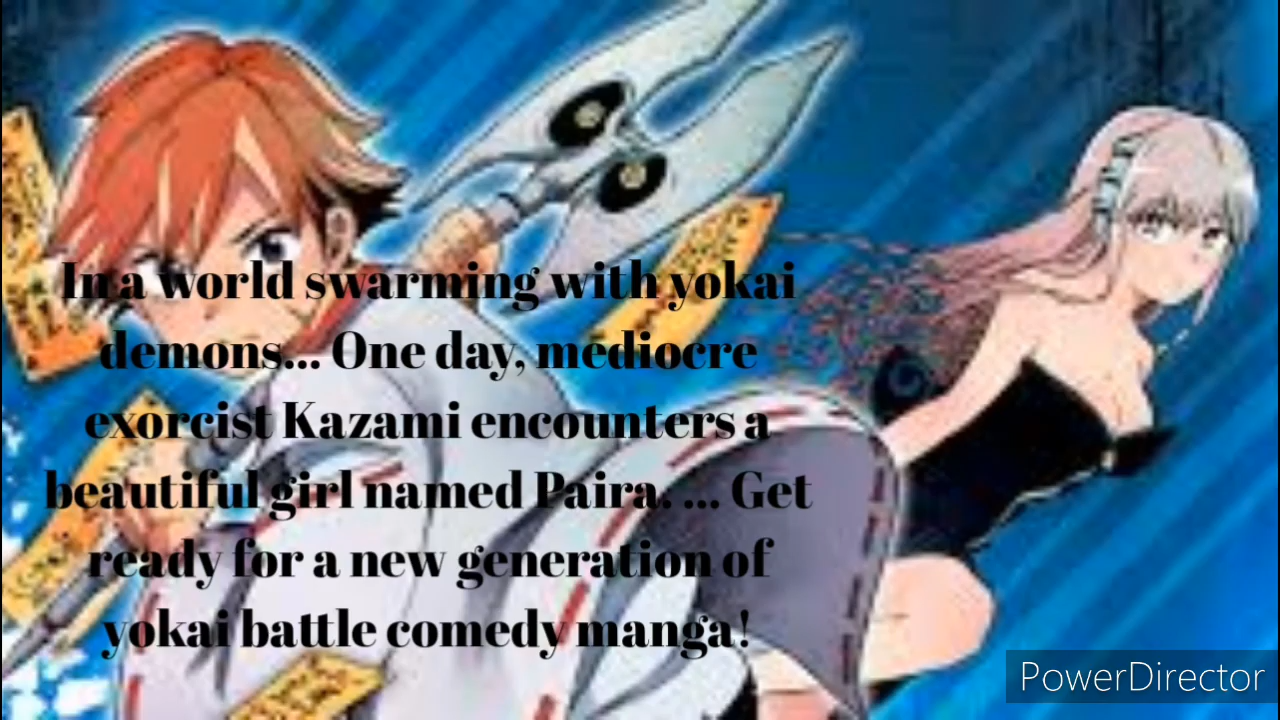 In a world swarming with yokai
demons... One day, mediocre
exorcist Kazami encounters a
beautiful girl named Paira. ... Get
ready for a new generation of
yokai battle comedy manga!
PowerDirector